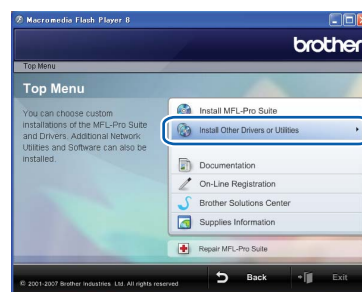 Macromedia Flash Player 8
brother
Top Menu
Top Menu
You can choose custom
installations of the MFL-Pro Suite
and Drivers. Additional Network
Utilities and Software can also be
installed.
Install MFL-Pro Suite
Install Other Drivers or Utilities
Documentation
On-Line Registration
Brother Solutions Center
Supplies Information
Repair MFL-Pro Suite
© 2001-2007 Brother Industries Ltd. All rights reserved
Back
Exit